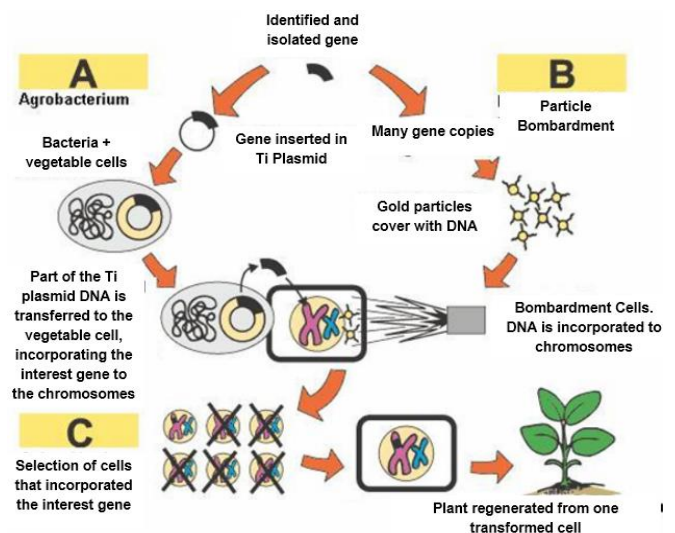 Identified and
isolated gene
A
Agrobacterium
B
Particle
Bombardment
Bacteria +
vegetable cells
Gene inserted in
Ti Plasmid
Many gene copies
Gold particles
cover with DNA
Part of the Ti
plasmid DNA is
transferred to the
vegetable cell,
incorporating the
interest gene to
the chromosomes
Bombardment Cells.
DNA is incorporated to
chromosomes
C
Selection of cells
that incorporated
the interest gene
Plant regenerated from one
transformed cell